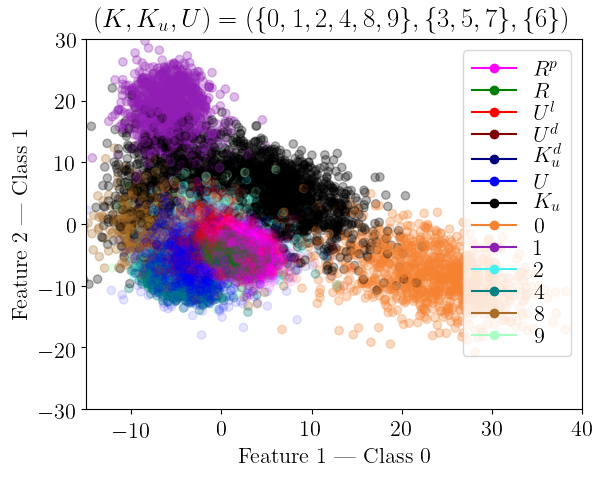 (K, K_u, U) = ({0, 1, 2, 4, 8, 9}, {3, 5, 7}, {6})
30
20
10
0
−10
−20
−30
Feature 2 — Class 1
−10
0
10
20
30
40
Feature 1 — Class 0
R^p
R
U^l
U^d
K_u^d
U
K_u
0
1
2
4
8
9